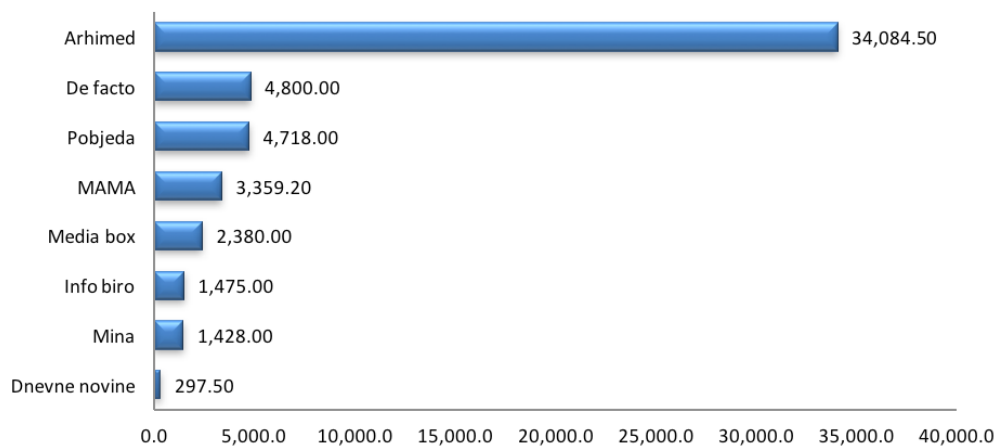 Arhimed 34,084.50
De facto 4,800.00
Pobjeda 4,718.00
MAMA 3,359.20
Media box 2,380.00
Info biro 1,475.00
Mina 1,428.00
Dnevne novine 297.50
0.0 5,000.0 10,000.0 15,000.0 20,000.0 25,000.0 30,000.0 35,000.0 40,000.0